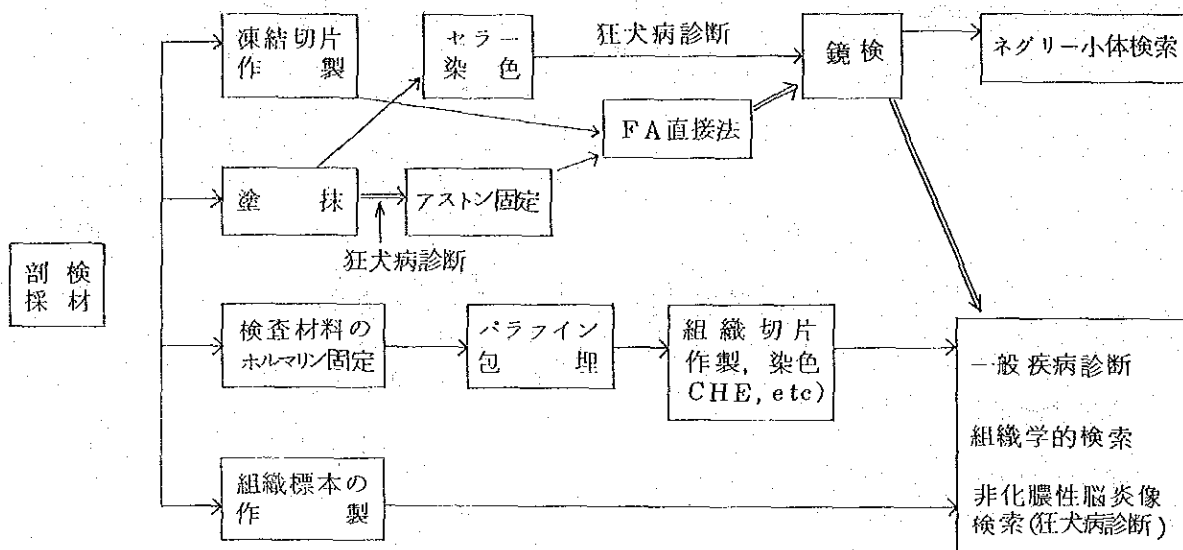 凍結切片
作製
セラー
染色
狂犬病診断
鏡検
ネグリー小体検索
FA直接法
塗抹
アストン固定
狂犬病診断
剖検
採材
検査材料の
ホルマリン固定
パラフイン
包埋
組織切片
作製,染色
CHE,etc)
一般疾病診断
組織学的検索
非化膿性脳炎像
検索(狂犬病診断)
組織標本の
作製